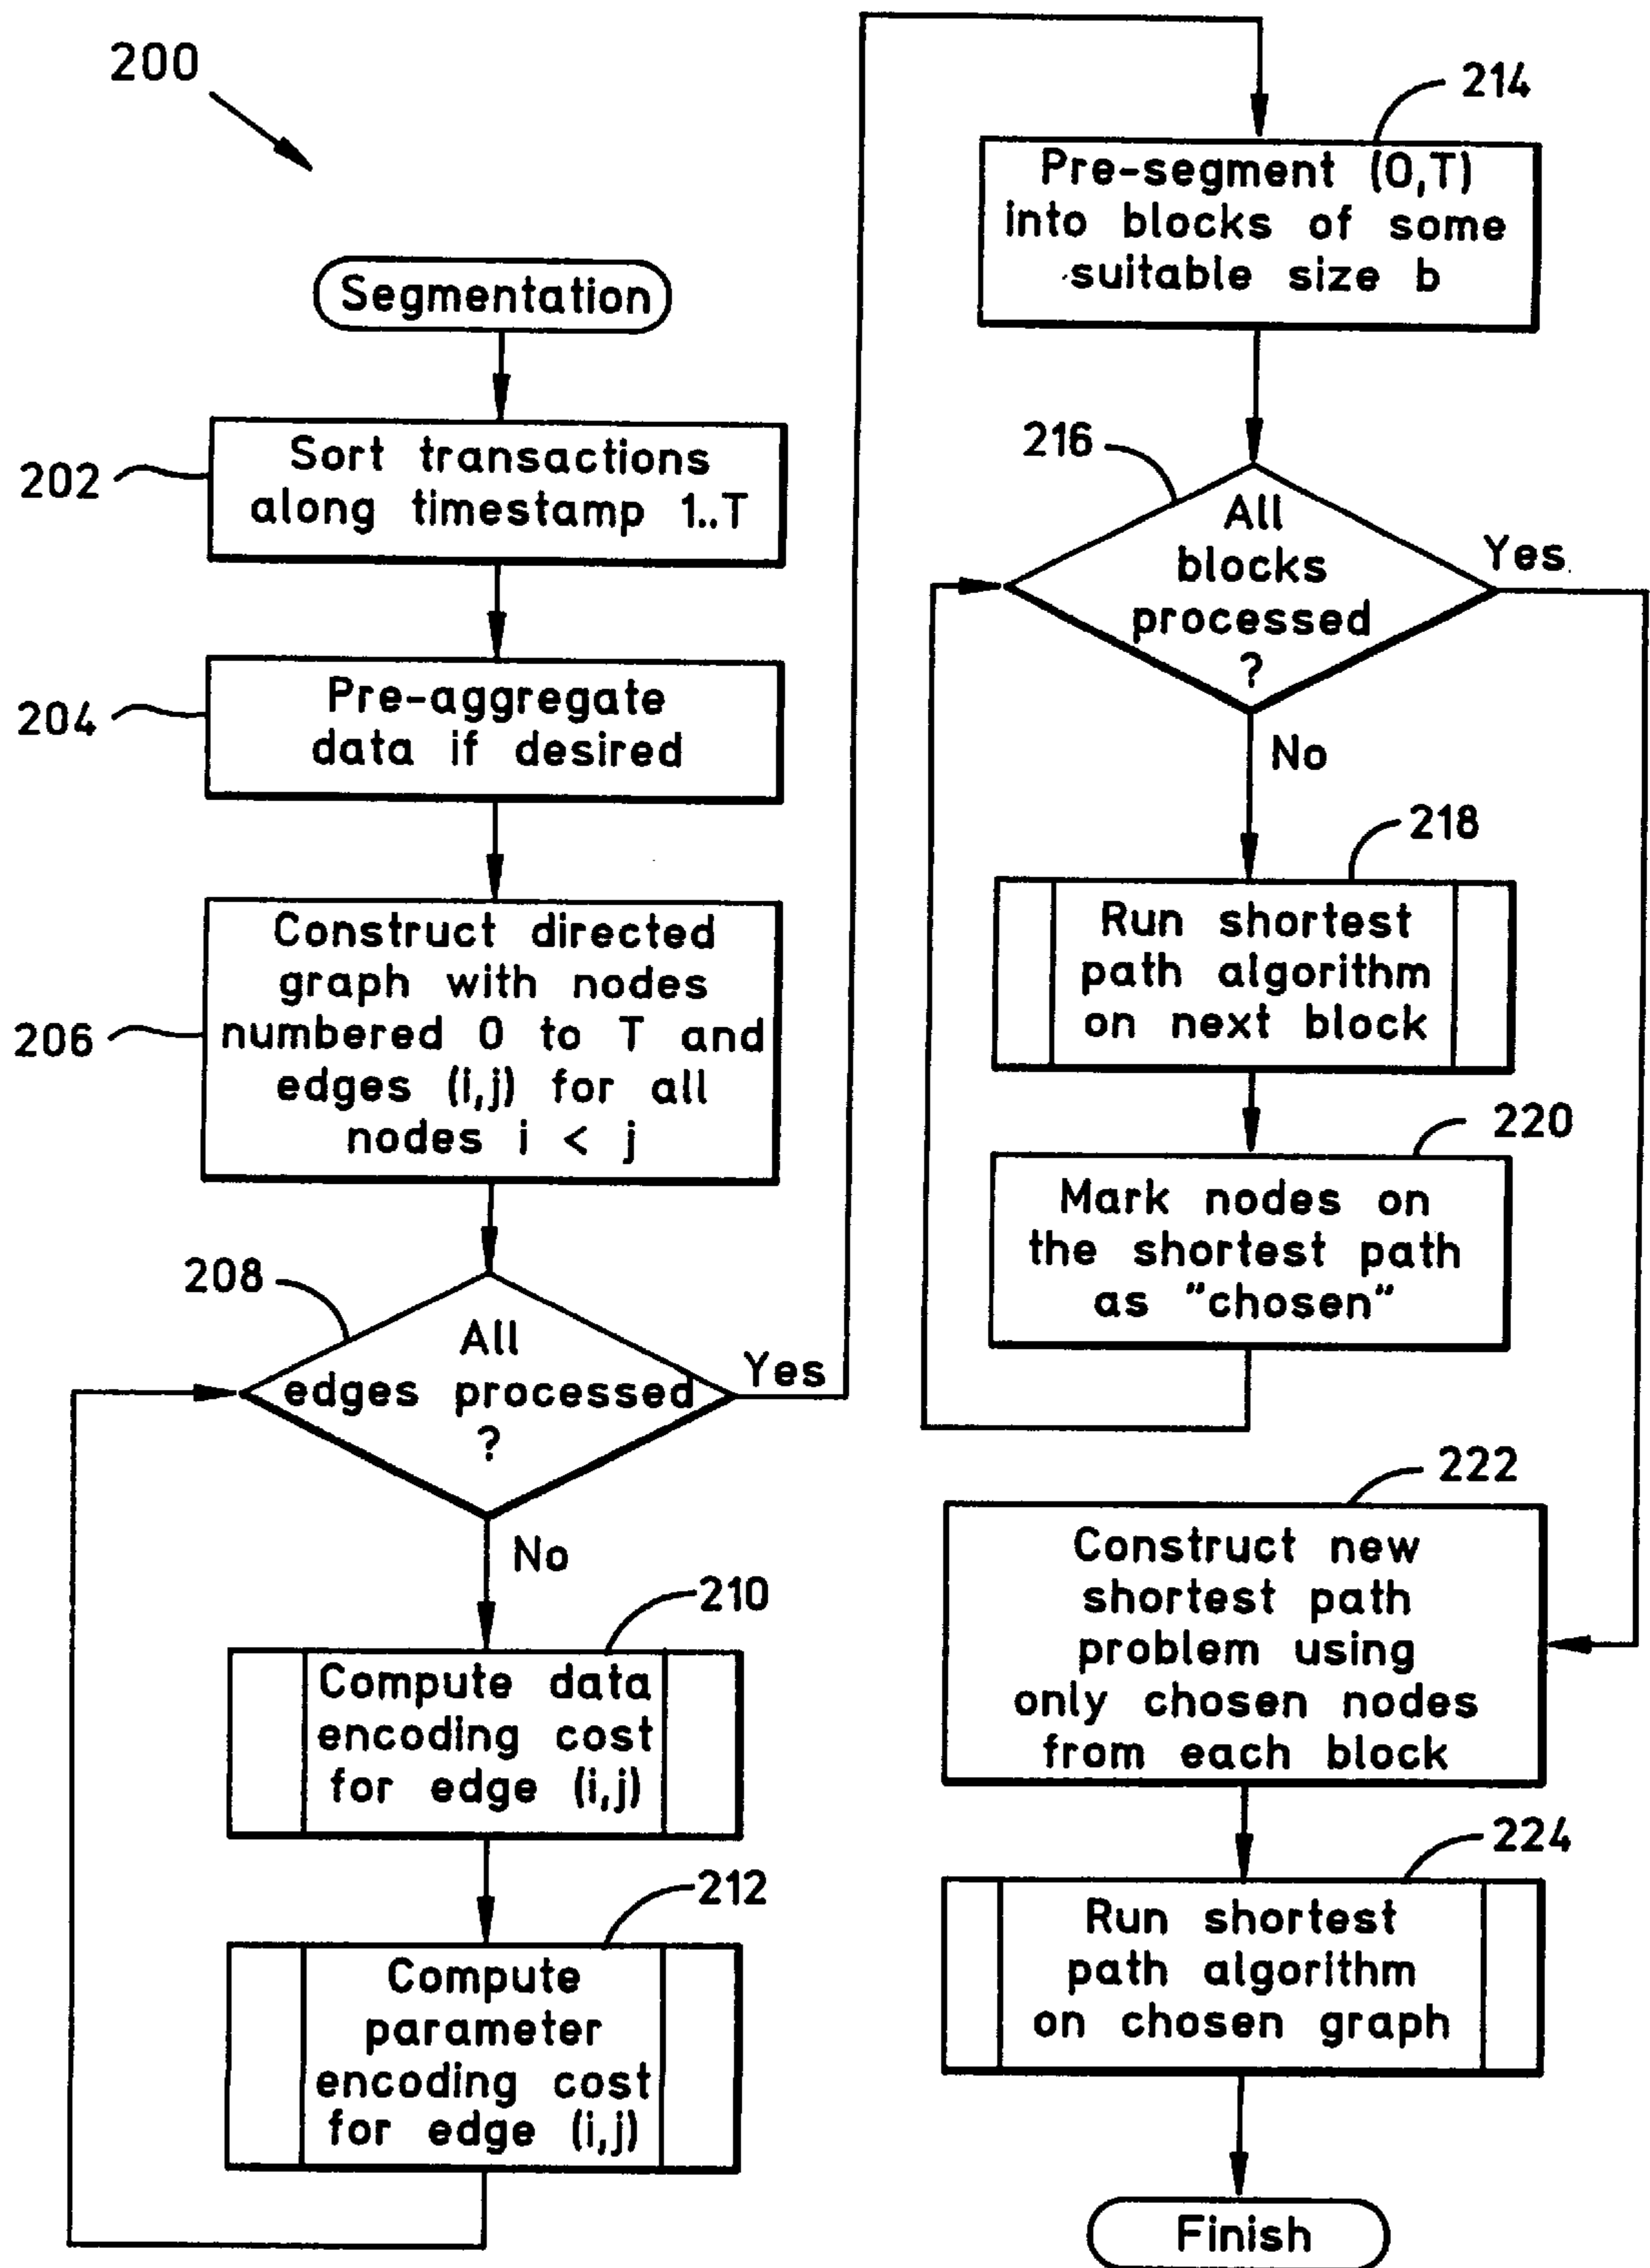 200
Segmentation
202
Sort transactions
along timestamp 1..T
204
Pre-aggregate
data if desired
206
Construct directed
graph with nodes
numbered 0 to T and
edges (i,j) for all
nodes i < j
208
All
edges processed
?
Yes
No
210
Compute data
encoding cost
for edge (i,j)
212
Compute
parameter
encoding cost
for edge (i,j)
214
Pre-segment (0,T)
into blocks of some
suitable size b
216
All
blocks
processed
?
Yes
No
218
Run shortest
path algorithm
on next block
220
Mark nodes on
the shortest path
as "chosen"
222
Construct new
shortest path
problem using
only chosen nodes
from each block
224
Run shortest
path algorithm
on chosen graph
Finish